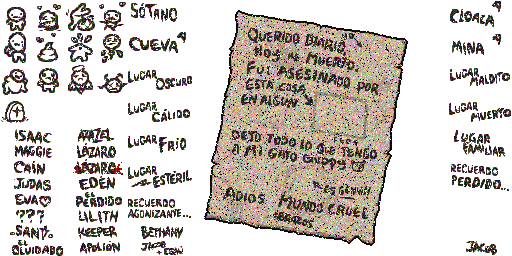 SÓTANO
CUEVA
LUGAR OSCURO
LUGAR CÁLIDO
LUGAR FRÍO
LUGAR ESTÉRIL
RECUERDO AGONIZANTE...
ISAAC
MAGGIE
CAÍN
JUDAS
EVA
???
SANS
EL OLVIDADO
AZAZEL
LÁZARO
LÁZARO
EDÉN
EL PERDIDO
LILITH
KEEPER
APOLIÓN
BETHANY
JACOB + ESAÚ
QUERIDO DIARIO,
HOY HE MUERTO.
FUI ASESINADO POR
ESTA COSA
EN ALGÚN
DEJO TODO LO QUE TENGO
A MI GATO GUPPY
ADIÓS MUNDO CRUEL
CLOACA
MINA
LUGAR MALDITO
LUGAR MUERTO
LUGAR FAMILIAR
RECUERDO PERDIDO...
JACOB